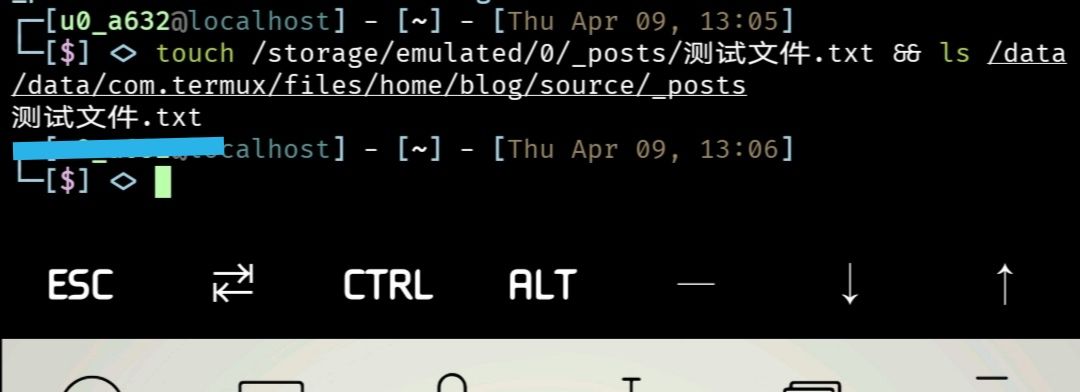 [u0_a632@localhost] - [~] - [Thu Apr 09, 13:05]
[$] <> touch /storage/emulated/0/_posts/测试文件.txt && ls /data
/data/com.termux/files/home/blog/source/_posts
测试文件.txt
calhost] - [~] - [Thu Apr 09, 13:06]
[$] <>
ESC CTRL ALT — ↓ ↑